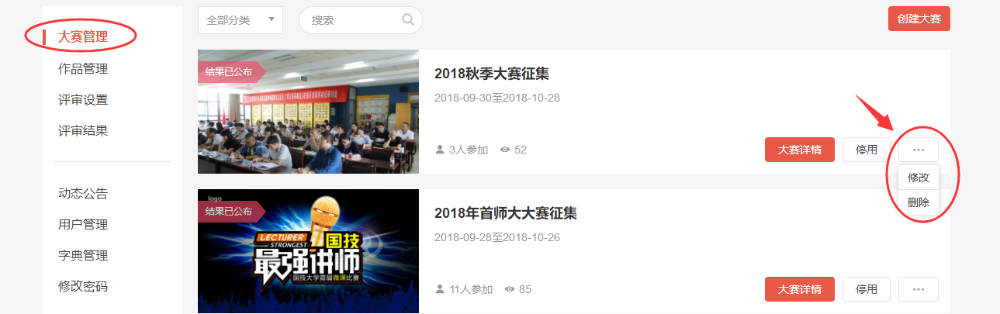 大赛管理
作品管理
评审设置
评审结果
动态公告
用户管理
字典管理
修改密码
全部分类
搜索
创建大赛
结果已公布
2018秋季大赛征集
2018-09-30至2018-10-28
3人参加
52
大赛详情
停用
修改
删除
logo
结果已公布
LECTURER
STRONGEST
国技
最强讲师
国技大学首届微课比赛
2018年首师大大赛征集
2018-09-28至2018-10-26
11人参加
85
大赛详情
停用